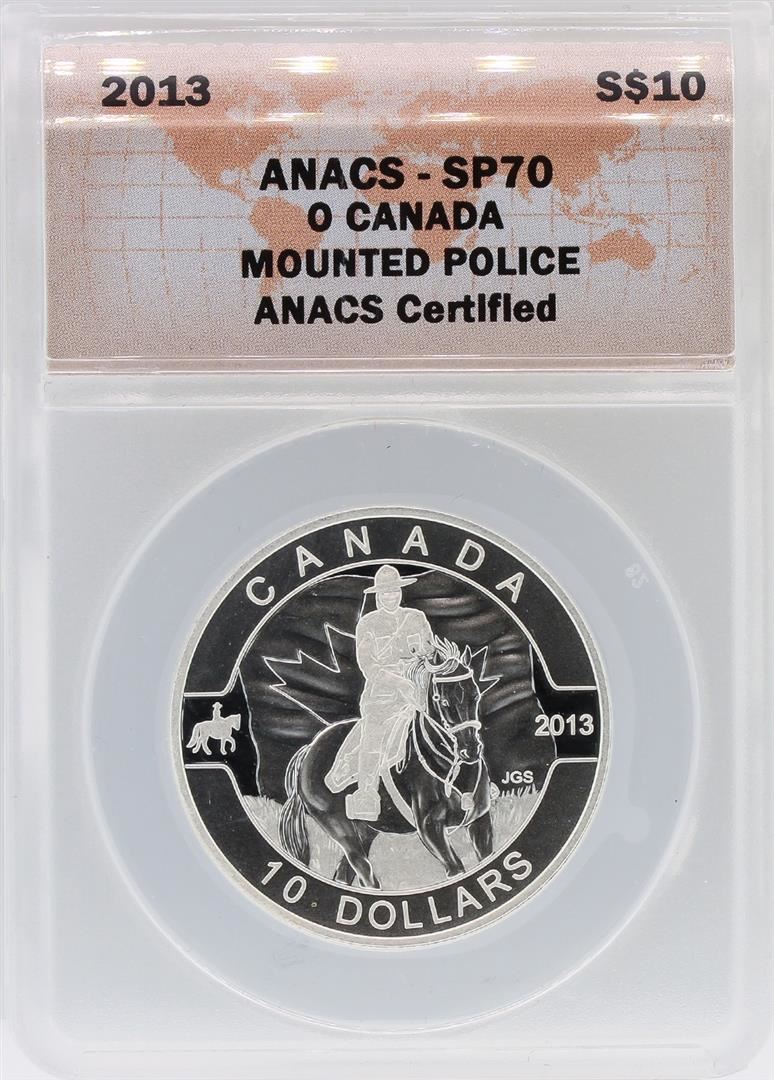 2013 S$10
ANACS - SP70
O CANADA
MOUNTED POLICE
ANACS Certified
CANADA
2013
JGS
10 DOLLARS